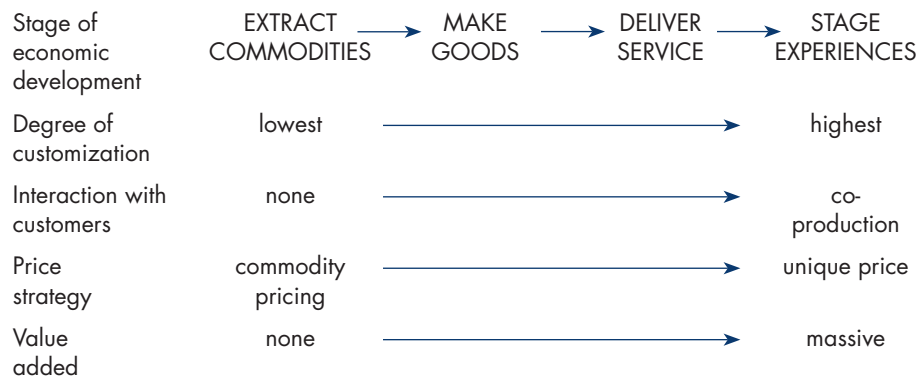 Stage of
economic
development
EXTRACT
COMMODITIES
MAKE
GOODS
DELIVER
SERVICE
STAGE
EXPERIENCES
Degree of
customization
lowest
highest
Interaction with
customers
none
co-
production
Price
strategy
commodity
pricing
unique price
Value
added
none
massive